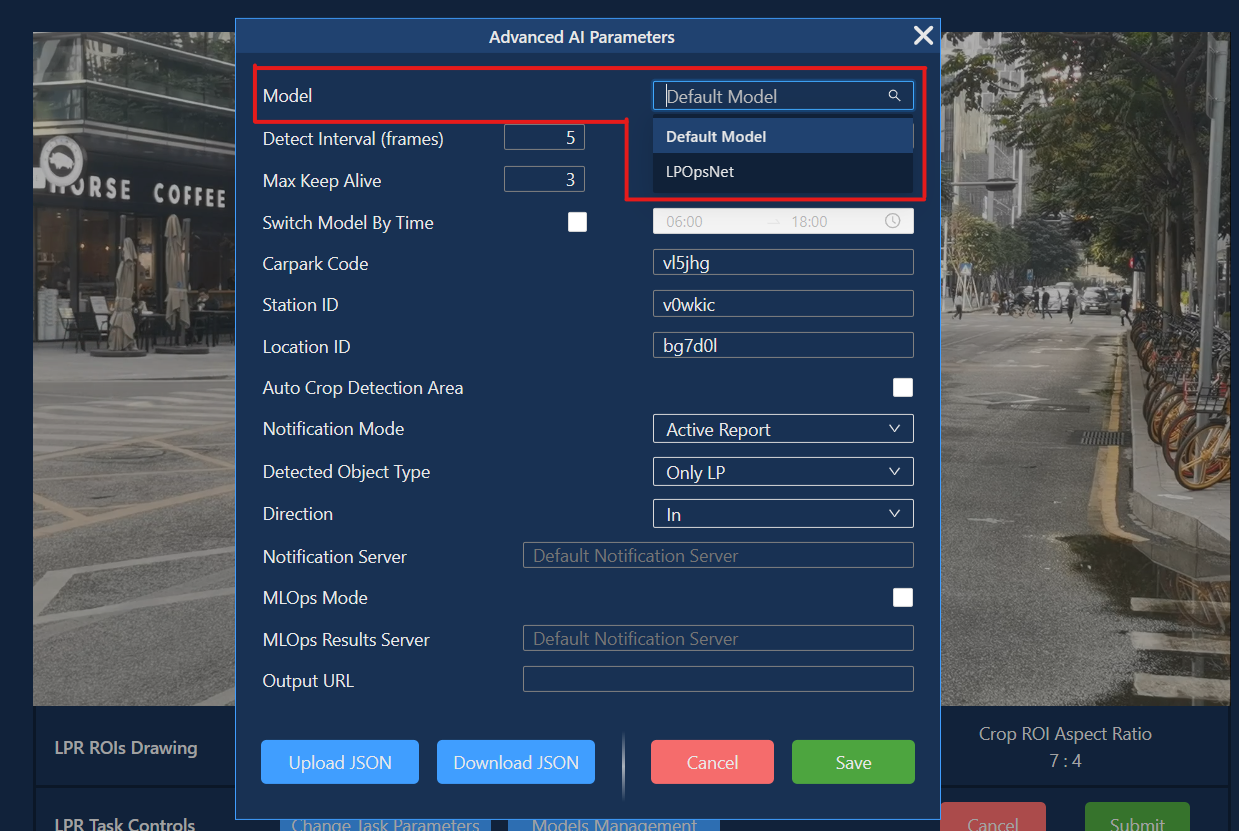 Advanced AI Parameters
Model
Default Model
Default Model
LPOpsNet
Detect Interval (frames) 5
Max Keep Alive 3
Switch Model By Time 06:00 → 18:00
Carpark Code vl5jhg
Station ID v0wkic
Location ID bg7d0l
Auto Crop Detection Area
Notification Mode Active Report
Detected Object Type Only LP
Direction In
Notification Server Default Notification Server
MLOps Mode
MLOps Results Server Default Notification Server
Output URL
Upload JSON Download JSON Cancel Save
HORSE COFFEE
LPR ROIs Drawing
Crop ROI Aspect Ratio
7 : 4
LPR Task Controls Change Task Parameters Models Management Cancel Submit